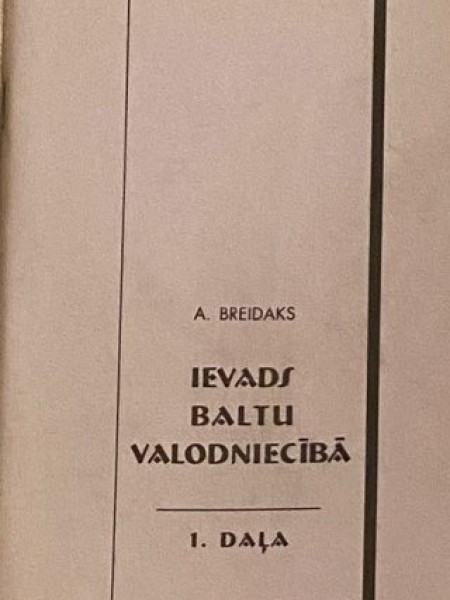 A. BREIDAKS
IEVADS
BALTU
VALODNIECĪBĀ
1. DAĻA